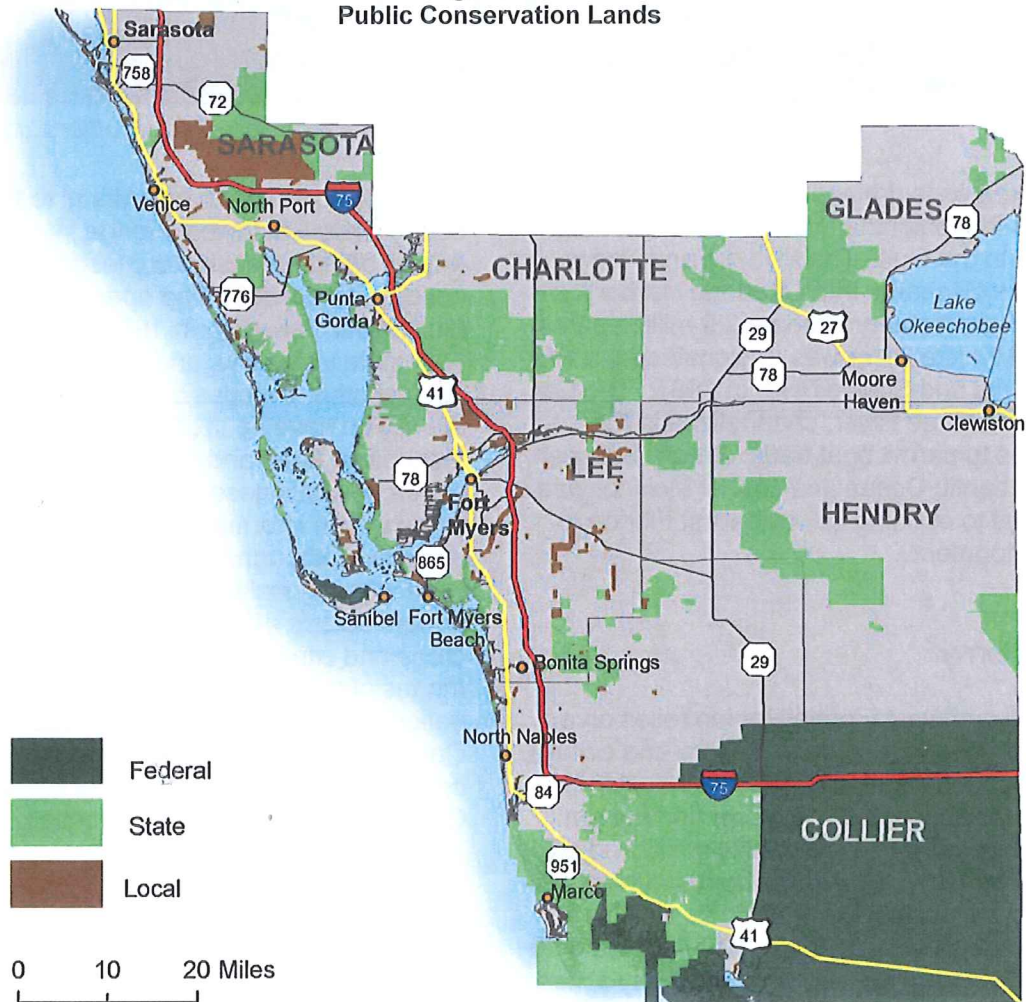 Public Conservation Lands
Sarasota
758
72
SARASOTA
Venice
North Port
75
GLADES
78
CHARLOTTE
776
Punta
Gorda
Lake
Okeechobee
29
27
78
Moore
Haven
41
Clewiston
LEE
78
Fort
Myers
HENDRY
865
Sanibel
Fort Myers
Beach
Bonita Springs
29
North Naples
Federal
84
75
State
COLLIER
951
Local
Marco
41
0 10 20 Miles